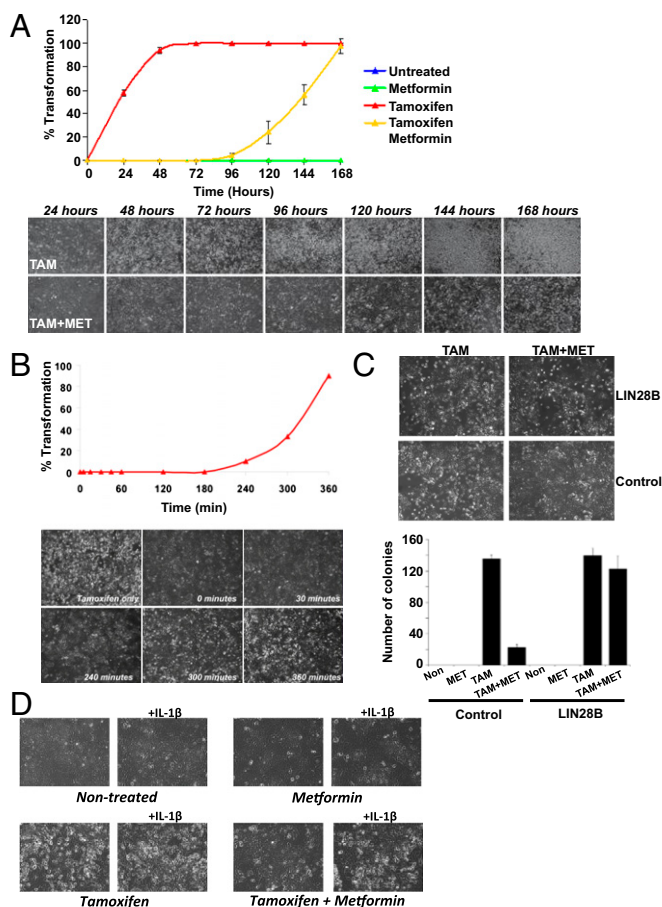 A
120
100
80
60
40
20
0
% Transformation
0 24 48 72 96 120 144 168
Time (Hours)
Untreated
Metformin
Tamoxifen
Tamoxifen
Metformin
24 hours 48 hours 72 hours 96 hours 120 hours 144 hours 168 hours
TAM
TAM+MET
B
100
80
60
40
20
0
% Transformation
0 60 120 180 240 300 360
Time (min)
Tamoxifen only 0 minutes 30 minutes
240 minutes 300 minutes 360 minutes
C
TAM TAM+MET
LIN28B
Control
160
120
80
40
0
Number of colonies
Non MET TAM TAM+MET Non MET TAM TAM+MET
Control LIN28B
D
+IL-1β +IL-1β
Non-treated Metformin
+IL-1β +IL-1β
Tamoxifen Tamoxifen + Metformin